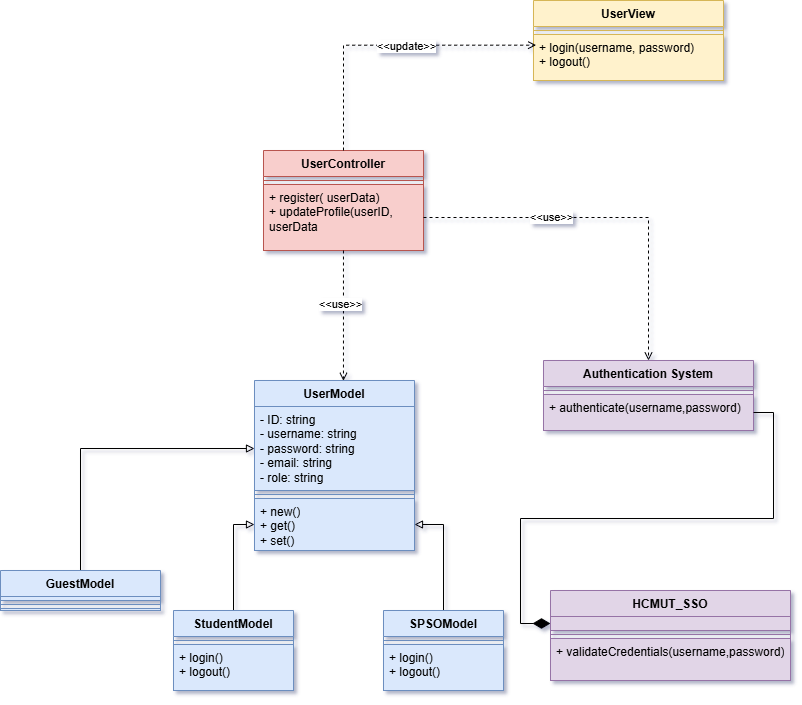 UserView
+ login(username, password)
+ logout()
<<update>>
UserController
+ register( userData)
+ updateProfile(userID,
userData
<<use>>
<<use>>
UserModel
- ID: string
- username: string
- password: string
- email: string
- role: string
+ new()
+ get()
+ set()
Authentication System
+ authenticate(username,password)
GuestModel
StudentModel
+ login()
+ logout()
SPSOModel
+ login()
+ logout()
HCMUT_SSO
+ validateCredentials(username,password)